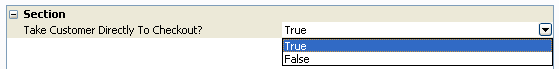 Section
Take Customer Directly To Checkout? True
True
False